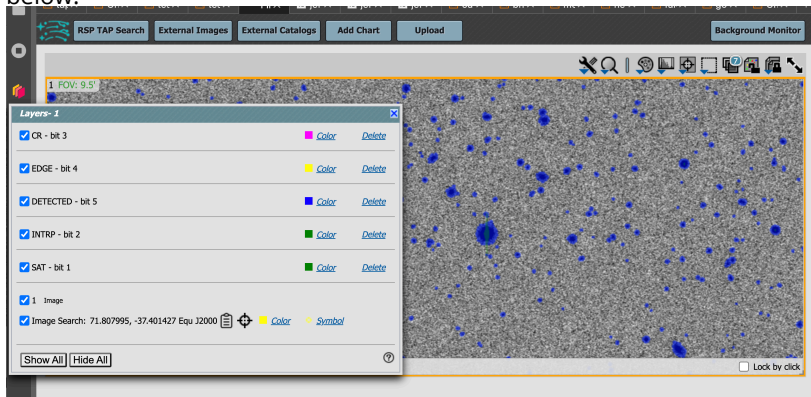 below.
RSP TAP Search External Images External Catalogs Add Chart Upload Background Monitor
7
1 FOV: 9.5'
Layers- 1
CR - bit 3 Color Delete
EDGE - bit 4 Color Delete
DETECTED - bit 5 Color Delete
INTRP - bit 2 Color Delete
SAT - bit 1 Color Delete
1 Image
Image Search: 71.807995, -37.401427 Equ J2000 Color Symbol
Show All Hide All
Lock by click